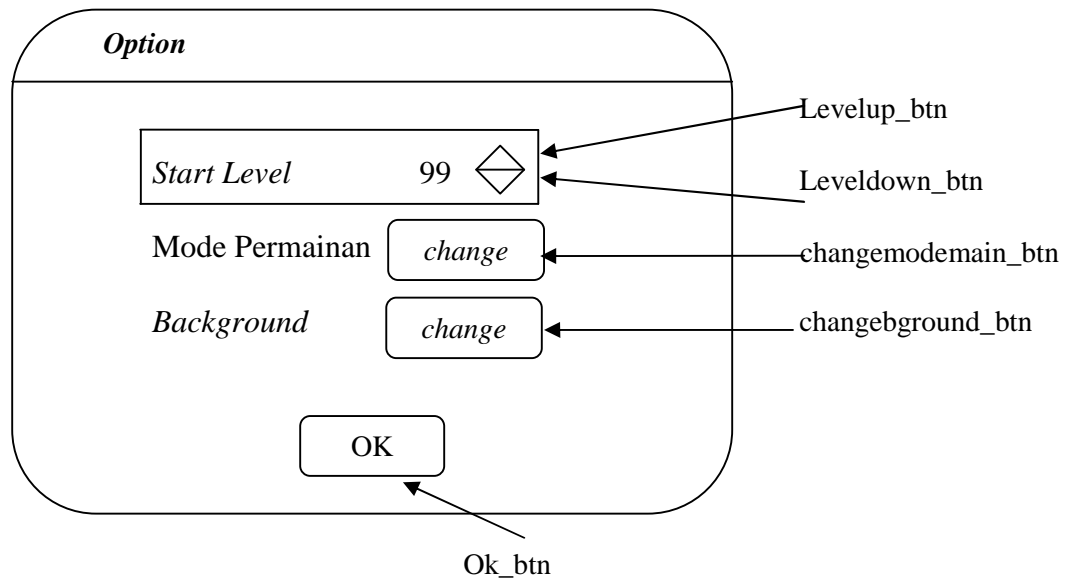 Option
Levelup_btn
Start Level 99
Leveldown_btn
Mode Permainan change
changemodemain_btn
Background change
changebground_btn
OK
Ok_btn